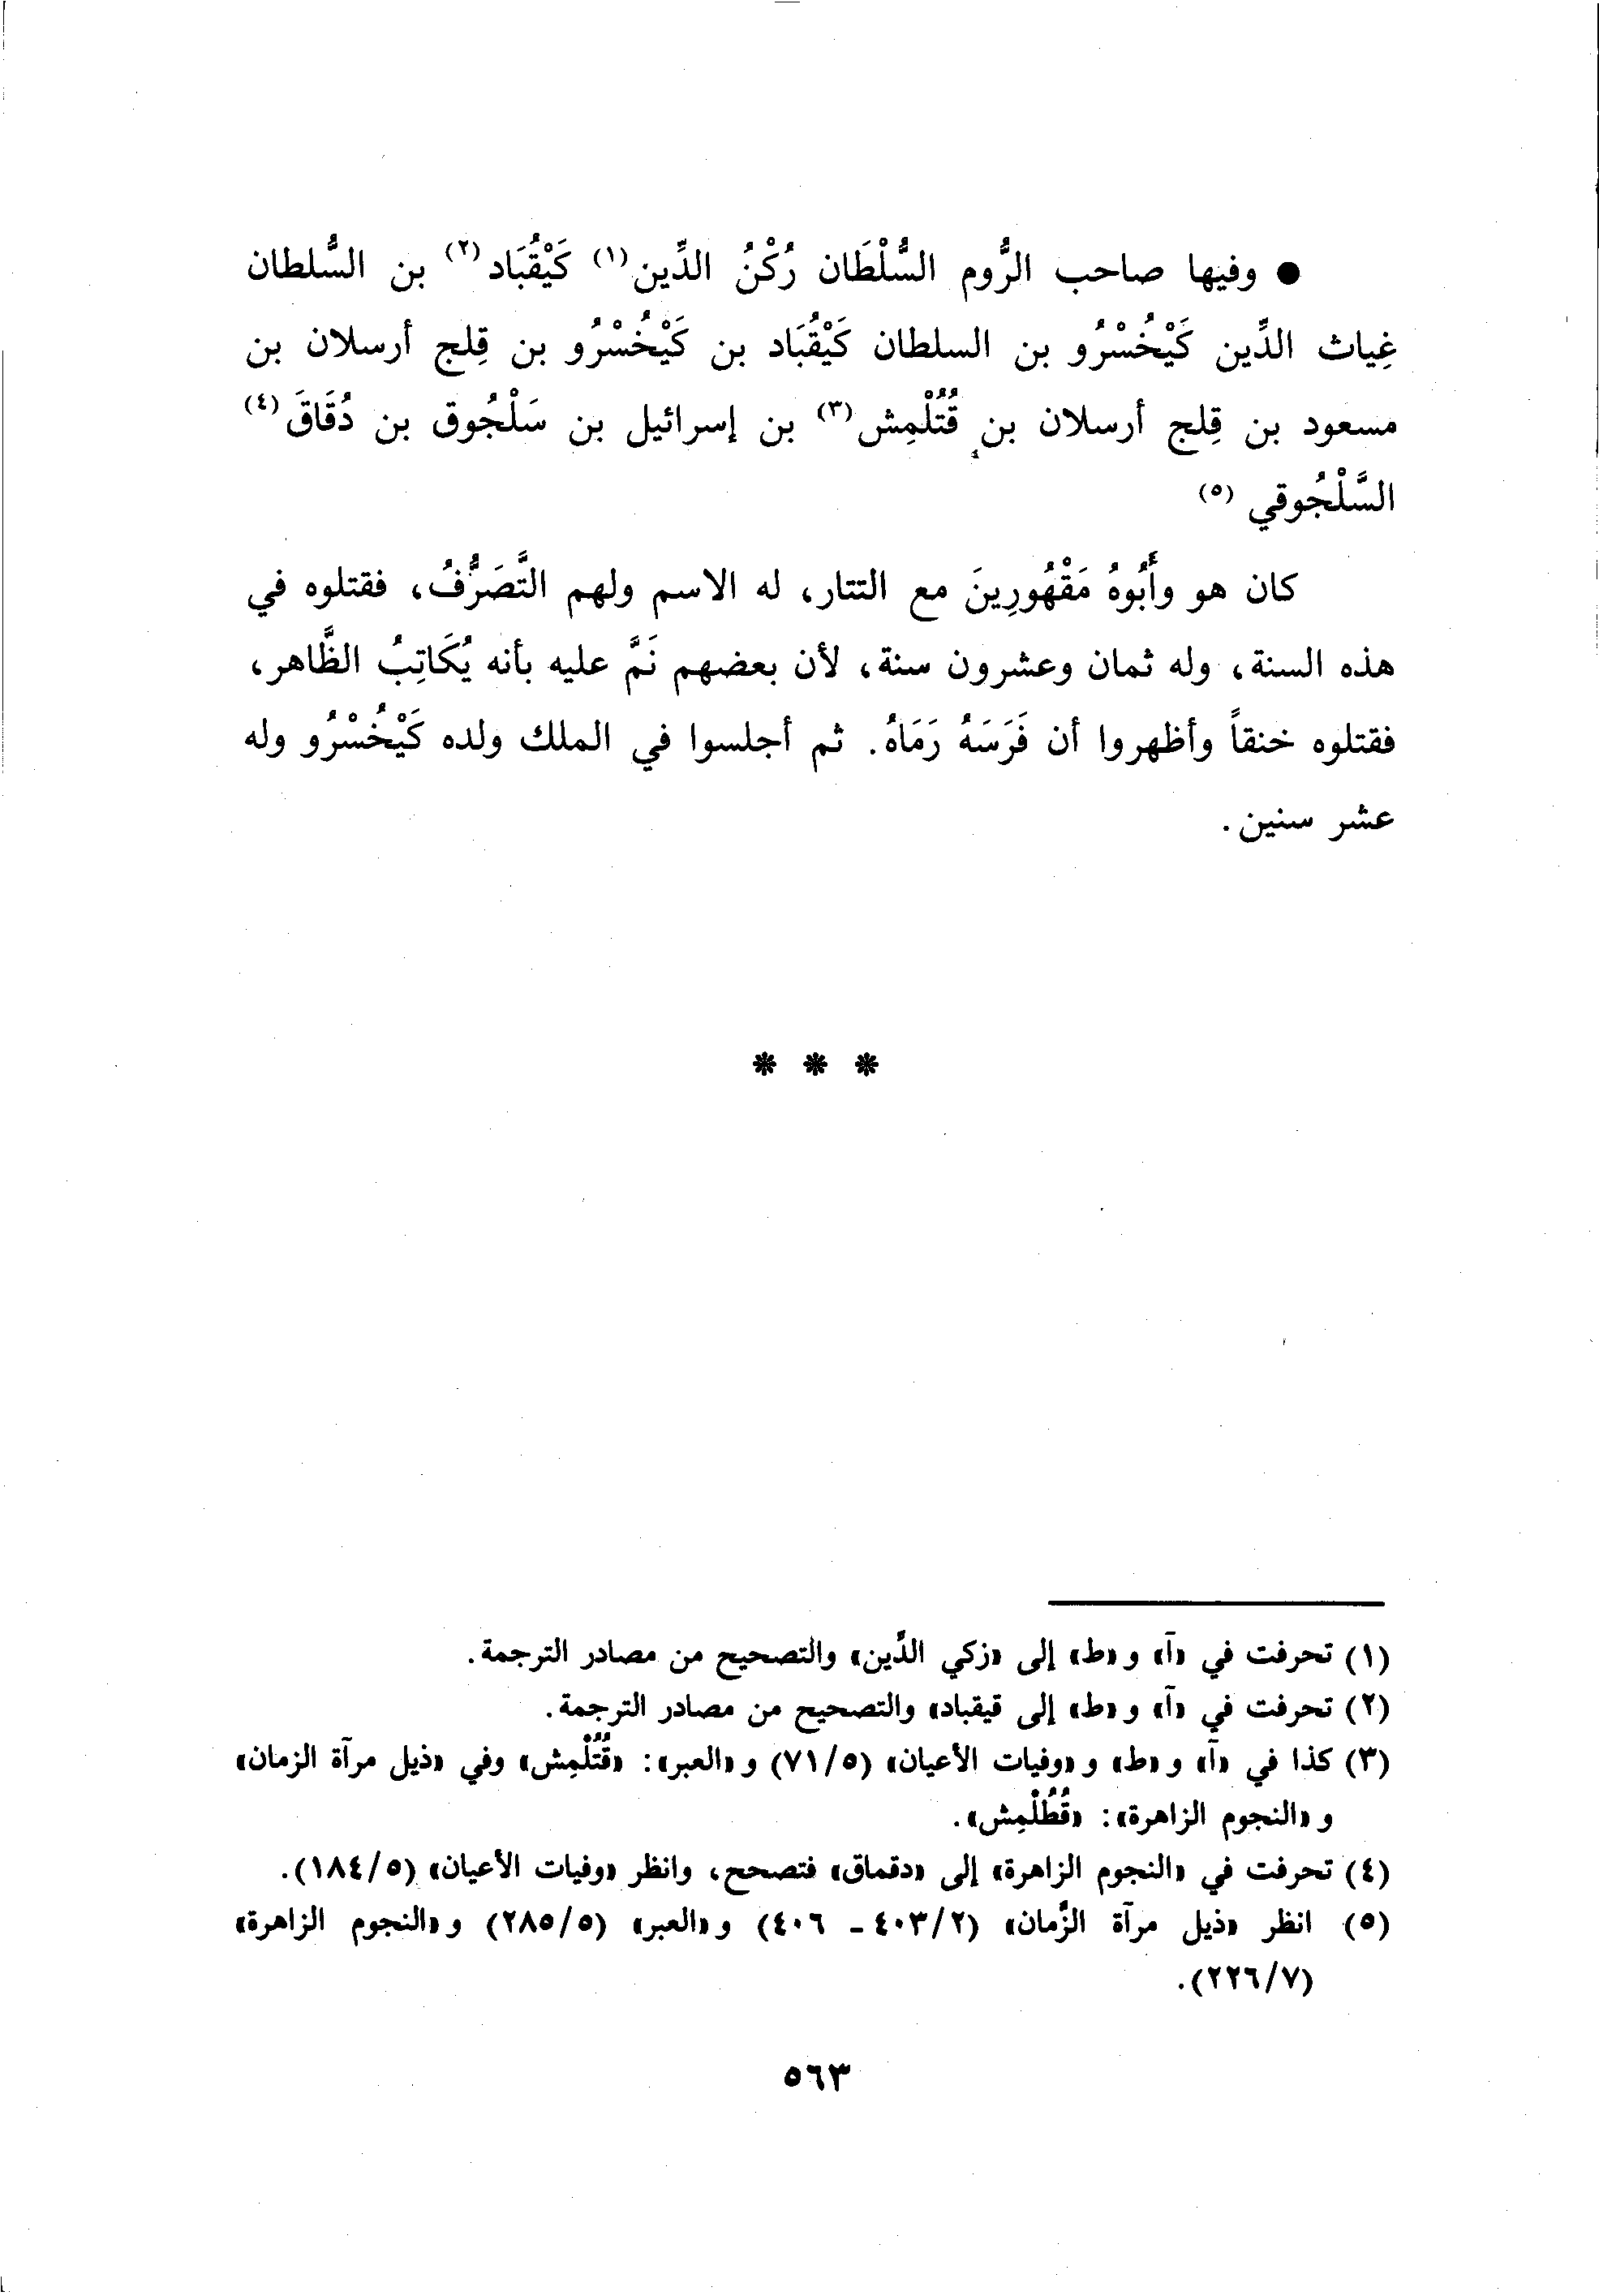 ● وفيها صاحب الرُّوم السُّلْطَان رُكْنُ الدِّين (١) كَيْقُبَاد (٢) بن السُّلطان
غِياث الدِّين كَيْخُسْرُو بن السلطان كَيْقُبَاد بن كَيْخُسْرُو بن قِلج أرسلان بن
مسعود بن قِلج أرسلان بن قُتُلْمِش (٣) بن إسرائيل بن سَلْجُوق بن دُقَاقَ (٤)
السَّلْجُوقي (٥)
كان هو وأَبُوهُ مَقْهُورِينَ مع التتار، له الاسم ولهم التَّصَرُّفُ، فقتلوه في
هذه السنة، وله ثمان وعشرون سنة، لأن بعضهم نَمَّ عليه بأنه يُكَاتِبُ الظَّاهر،
فقتلوه خنقاً وأظهروا أن فَرَسَهُ رَمَاهُ. ثم أجلسوا في الملك ولده كَيْخُسْرُو وله
عشر سنين.
* * *
(١) تحرفت في «آ» و «ط» إلى «زكي الدِّين» والتصحيح من مصادر الترجمة.
(٢) تحرفت في «آ» و «ط» إلى قيقباد» والتصحيح من مصادر الترجمة.
(٣) كذا في «آ» و «ط» و «وفيات الأعيان» (٧١/٥) و «العبر»: «قُتُلْمِش» وفي «ذيل مرآة الزمان»
و «النجوم الزاهرة»: «قُطُلْمِش».
(٤) تحرفت في «النجوم الزاهرة» إلى «دقماق» فتصحح، وانظر «وفيات الأعيان» (١٨٤/٥).
(٥) انظر «ذيل مرآة الزَّمان» (٤٠٣/٢ - ٤٠٦) و «العبر» (٢٨٥/٥) و «النجوم الزاهرة»
(٢٢٦/٧).
٥٦٣